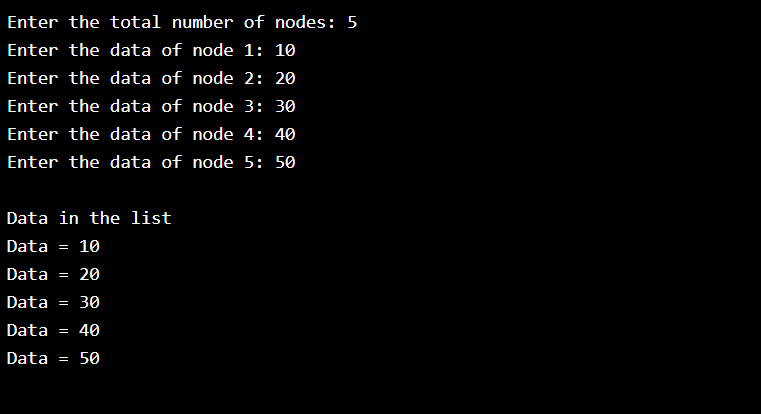 Enter the total number of nodes: 5
Enter the data of node 1: 10
Enter the data of node 2: 20
Enter the data of node 3: 30
Enter the data of node 4: 40
Enter the data of node 5: 50
Data in the list
Data = 10
Data = 20
Data = 30
Data = 40
Data = 50